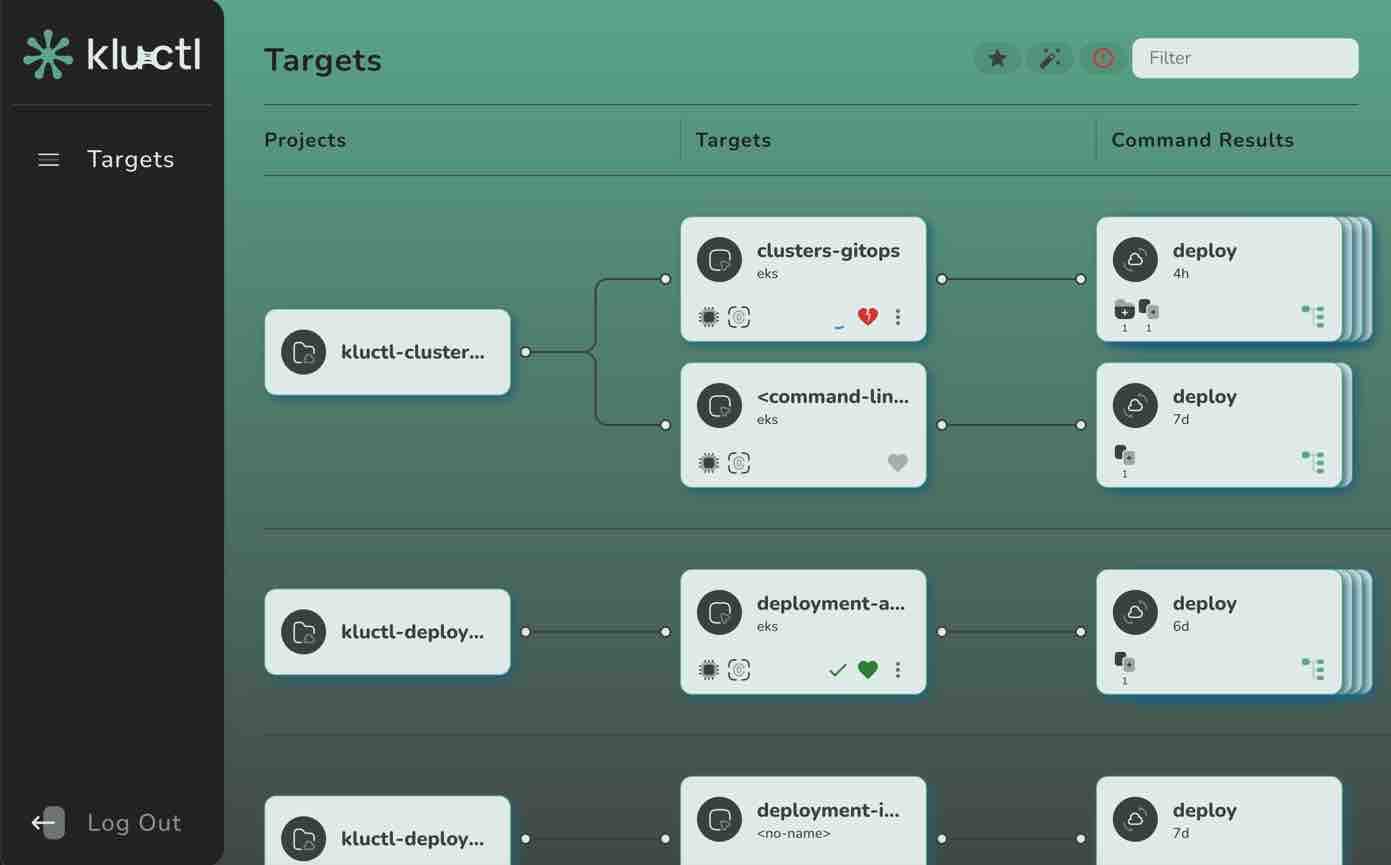 kluctl
Targets
Log Out
Targets
Filter
Projects
Targets
Command Results
kluctl-cluster...
clusters-gitops
eks
deploy
4h
1 1
<command-lin...
eks
deploy
7d
1
kluctl-deploy...
deployment-a...
eks
deploy
6d
1
kluctl-deploy...
deployment-i...
<no-name>
deploy
7d